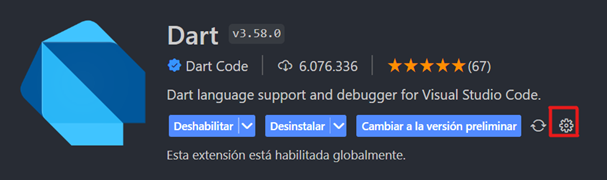 Dart v3.58.0
Dart Code 6.076.336 (67)
Dart language support and debugger for Visual Studio Code.
Deshabilitar Desinstalar Cambiar a la versión preliminar
Esta extensión está habilitada globalmente.